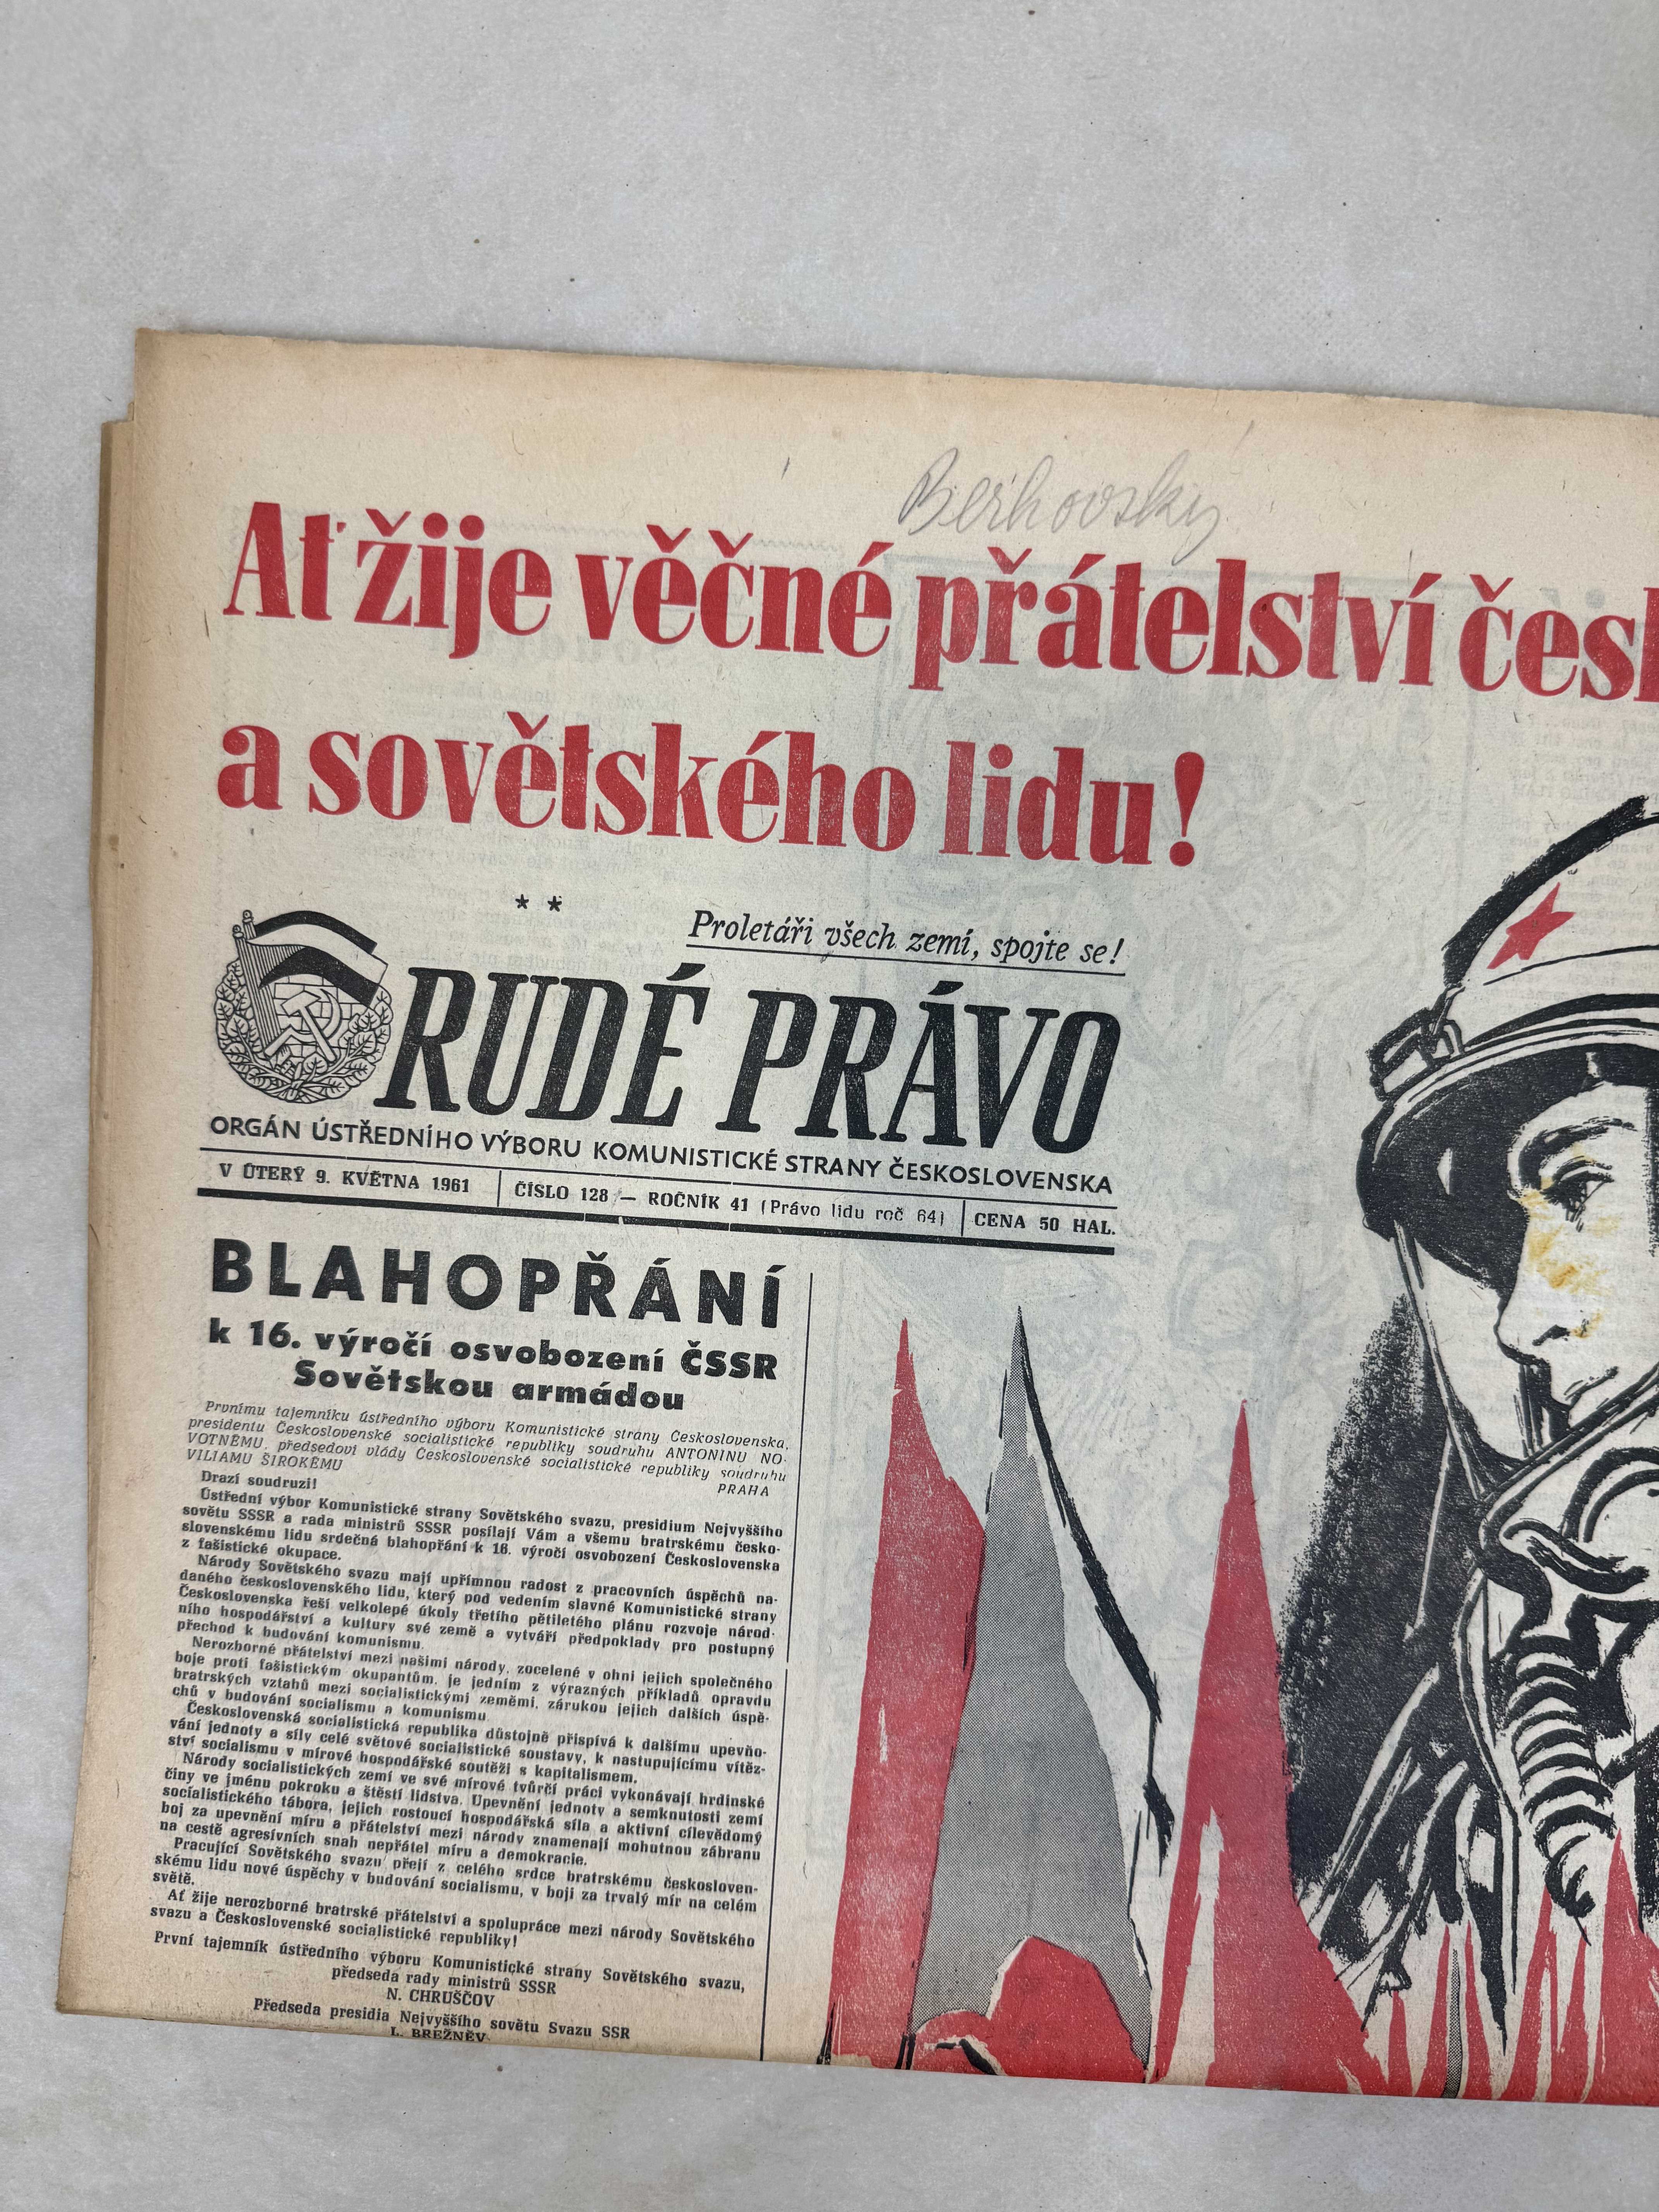 Berhovský
Ať žije věčné přátelství česk
a sovětského lidu!
* *
Proletáři všech zemí, spojte se!
RUDÉ PRÁVO
ORGÁN ÚSTŘEDNÍHO VÝBORU KOMUNISTICKÉ STRANY ČESKOSLOVENSKA
V ÚTERÝ 9. KVĚTNA 1961
ČÍSLO 128 — ROČNÍK 41 (Právo lidu roč 64)
CENA 50 HAL.
BLAHOPŘÁNÍ
k 16. výročí osvobození ČSSR
Sovětskou armádou
Prvnímu tajemníku ústředního výboru Komunistické strany Československa,
presidentu Československé socialistické republiky soudruhu ANTONINU NO-
VOTNÉMU, předsedovi vlády Československé socialistické republiky soudruhu
VILIAMU ŠIROKÉMU
PRAHA
Drazí soudruzi!
Ústřední výbor Komunistické strany Sovětského svazu, presidium Nejvyššího
sovětu SSSR a rada ministrů SSSR posílají Vám a všemu bratrskému česko-
slovenskému lidu srdečná blahopřání k 16. výročí osvobození Československa
z fašistické okupace.
Národy Sovětského svazu mají upřímnou radost z pracovních úspěchů na-
daného československého lidu, který pod vedením slavné Komunistické strany
Československa řeší velkolepé úkoly třetího pětiletého plánu rozvoje národ-
ního hospodářství a kultury své země a vytváří předpoklady pro postupný
přechod k budování komunismu.
Nerozborné přátelství mezi našimi národy, zocelené v ohni jejich společného
boje proti fašistickým okupantům, je jedním z výrazných příkladů opravdu
bratrských vztahů mezi socialistickými zeměmi, zárukou jejich dalších úspě-
chů v budování socialismu a komunismu.
Československá socialistická republika důstojně přispívá k dalšímu upevňo-
vání jednoty a síly celé světové socialistické soustavy, k nastupujícímu vítěz-
ství socialismu v mírové hospodářské soutěži s kapitalismem.
Národy socialistických zemí ve své mírové tvůrčí práci vykonávají hrdinské
činy ve jménu pokroku a štěstí lidstva. Upevnění jednoty a semknutosti zemí
socialistického tábora, jejich rostoucí hospodářská síla a aktivní cílevědomý
boj za upevnění míru a přátelství mezi národy znamenají mohutnou zábranu
na cestě agresivních snah nepřátel míru a demokracie.
Pracující Sovětského svazu přejí z celého srdce bratrskému českosloven-
skému lidu nové úspěchy v budování socialismu, v boji za trvalý mír na celém
světě.
Ať žije nerozborné bratrské přátelství a spolupráce mezi národy Sovětského
svazu a Československé socialistické republiky!
První tajemník ústředního výboru Komunistické strany Sovětského svazu,
předseda rady ministrů SSSR
N. CHRUŠČOV
Předseda presidia Nejvyššího sovětu Svazu SSR
L. BREŽNĚV